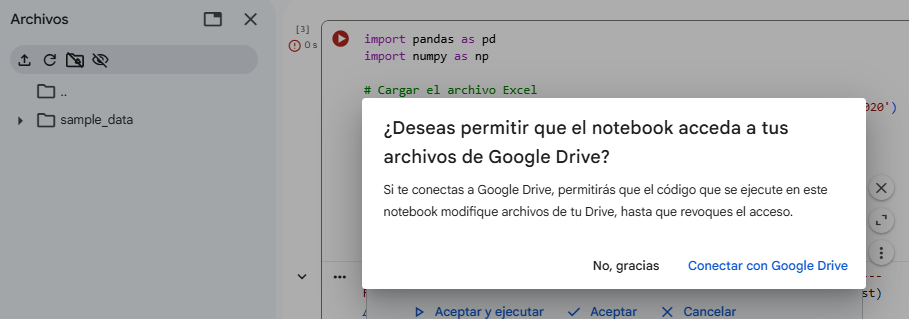 Archivos
..
sample_data
[3]
0 s
import pandas as pd
import numpy as np
# Cargar el archivo Excel
020')
¿Deseas permitir que el notebook acceda a tus
archivos de Google Drive?
Si te conectas a Google Drive, permitirás que el código que se ejecute en este
notebook modifique archivos de tu Drive, hasta que revoques el acceso.
No, gracias
Conectar con Google Drive
st)
Aceptar y ejecutar
Aceptar
Cancelar